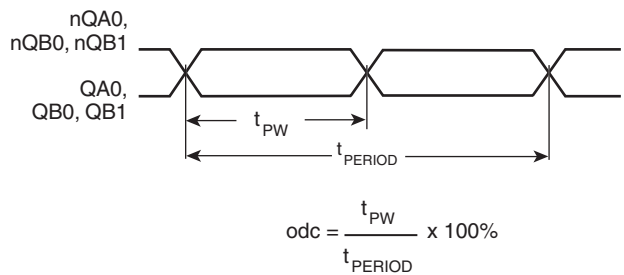 nQA0,
nQB0, nQB1
QA0,
QB0, QB1
tPW
tPERIOD
odc = tPW / tPERIOD x 100%